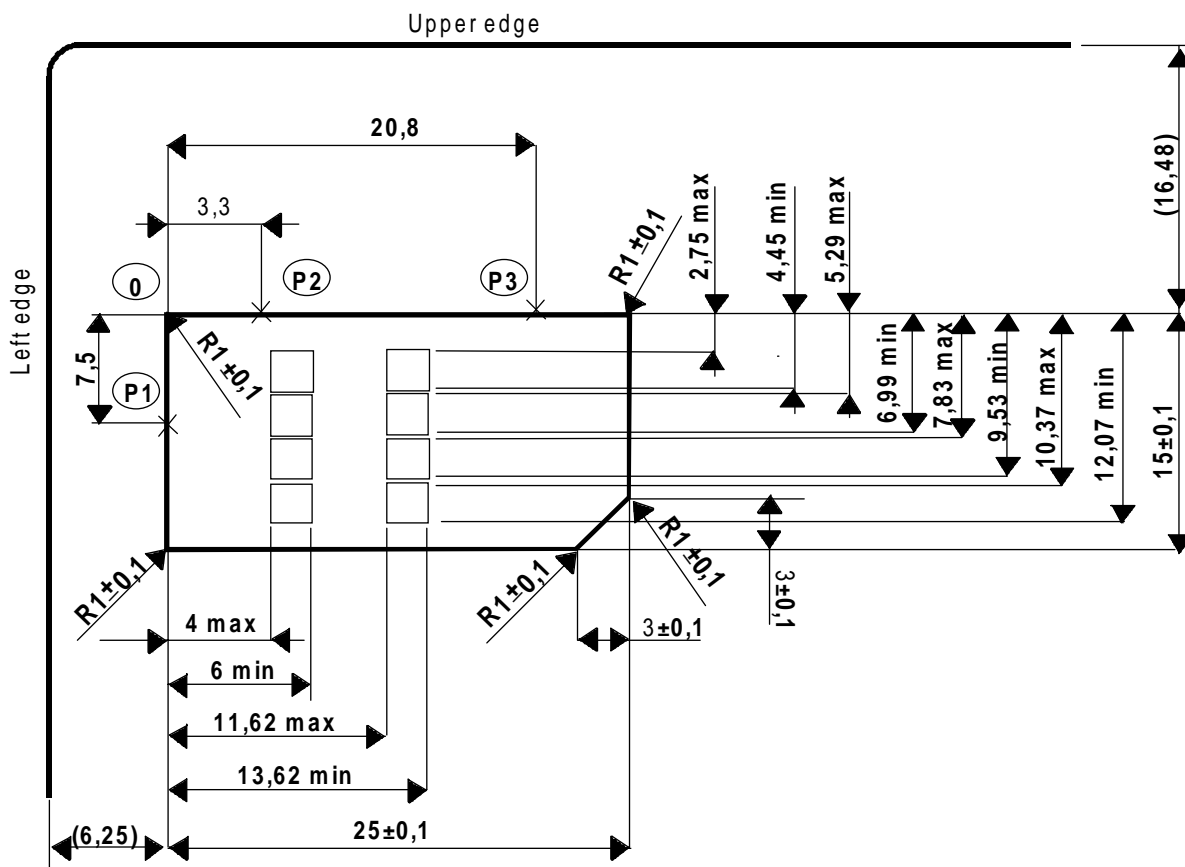 Upper edge
20,8
3,3
0
P2
P3
R1±0,1
2,75 max
4,45 min
5,29 max
(16,48)
Left edge
7,5
P1
R1±0,1
6,99 min
7,83 max
9,53 min
10,37 max
12,07 min
15±0,1
R1±0,1
R1±0,1
R1±0,1
3±0,1
4 max
3±0,1
6 min
11,62 max
13,62 min
(6,25)
25±0,1